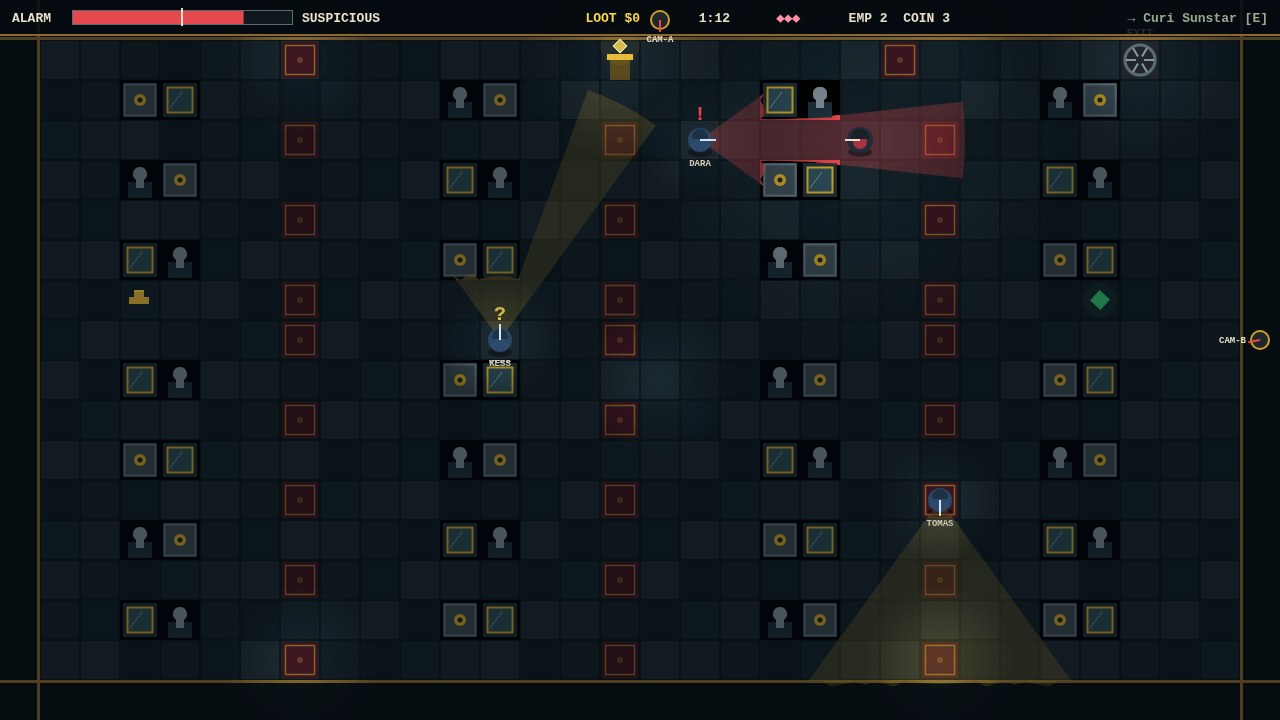 ALARM SUSPICIOUS LOOT $0 1:12 EMP 2 COIN 3 → Curi Sunstar [E]
EXIT
CAM-A
!
DARA
?
KESS
CAM-B
TOMAS